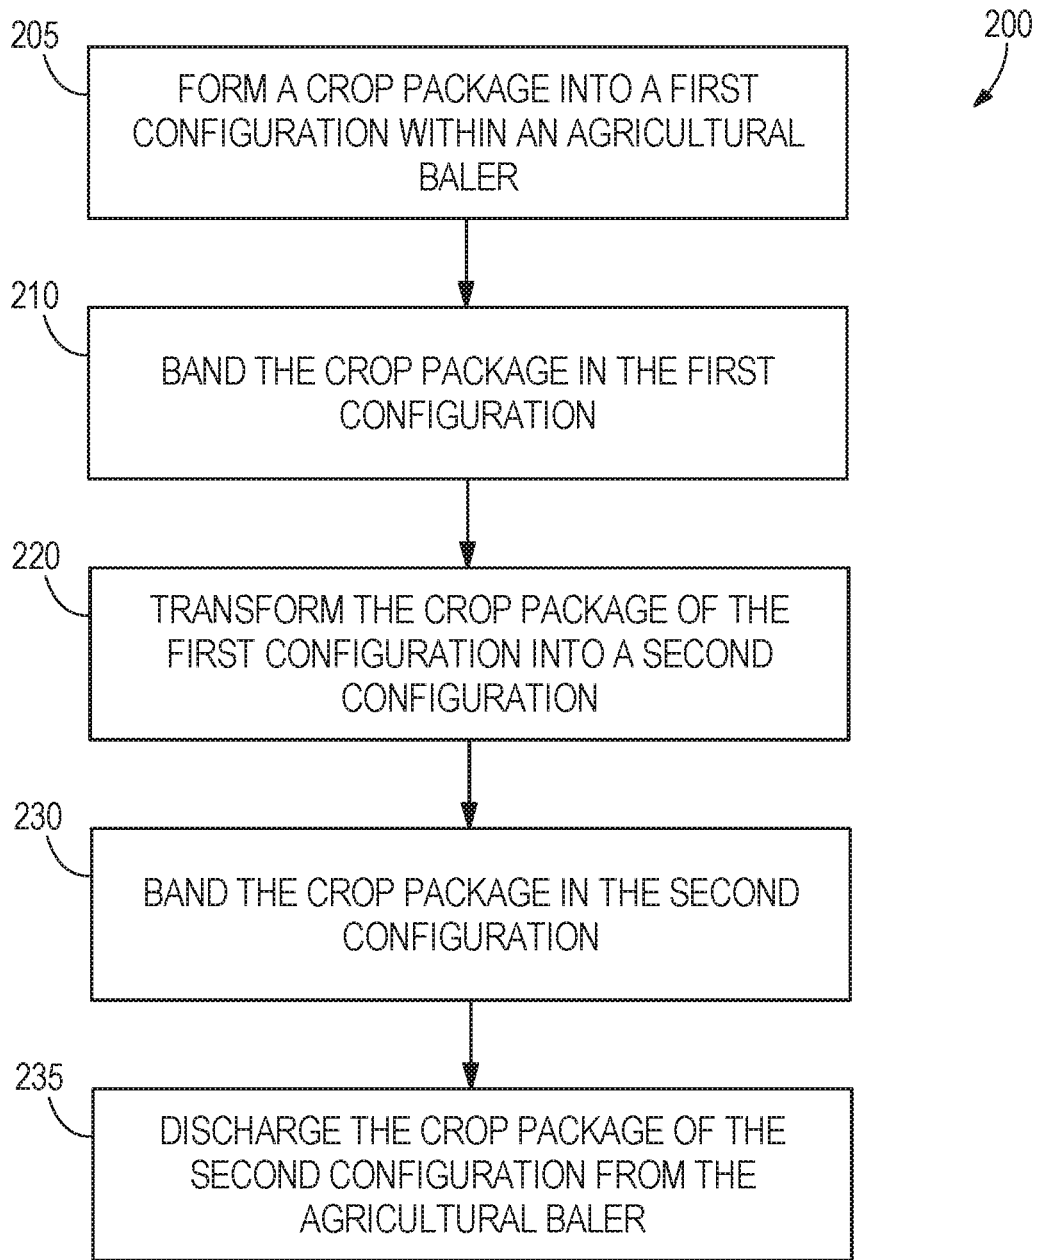 200
205
FORM A CROP PACKAGE INTO A FIRST
CONFIGURATION WITHIN AN AGRICULTURAL
BALER
210
BAND THE CROP PACKAGE IN THE FIRST
CONFIGURATION
220
TRANSFORM THE CROP PACKAGE OF THE
FIRST CONFIGURATION INTO A SECOND
CONFIGURATION
230
BAND THE CROP PACKAGE IN THE SECOND
CONFIGURATION
235
DISCHARGE THE CROP PACKAGE OF THE
SECOND CONFIGURATION FROM THE
AGRICULTURAL BALER